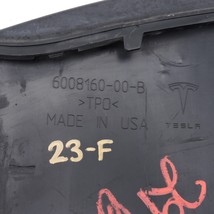 6008160-00-B
>TPO<
MADE IN USA
TESLA
23-F